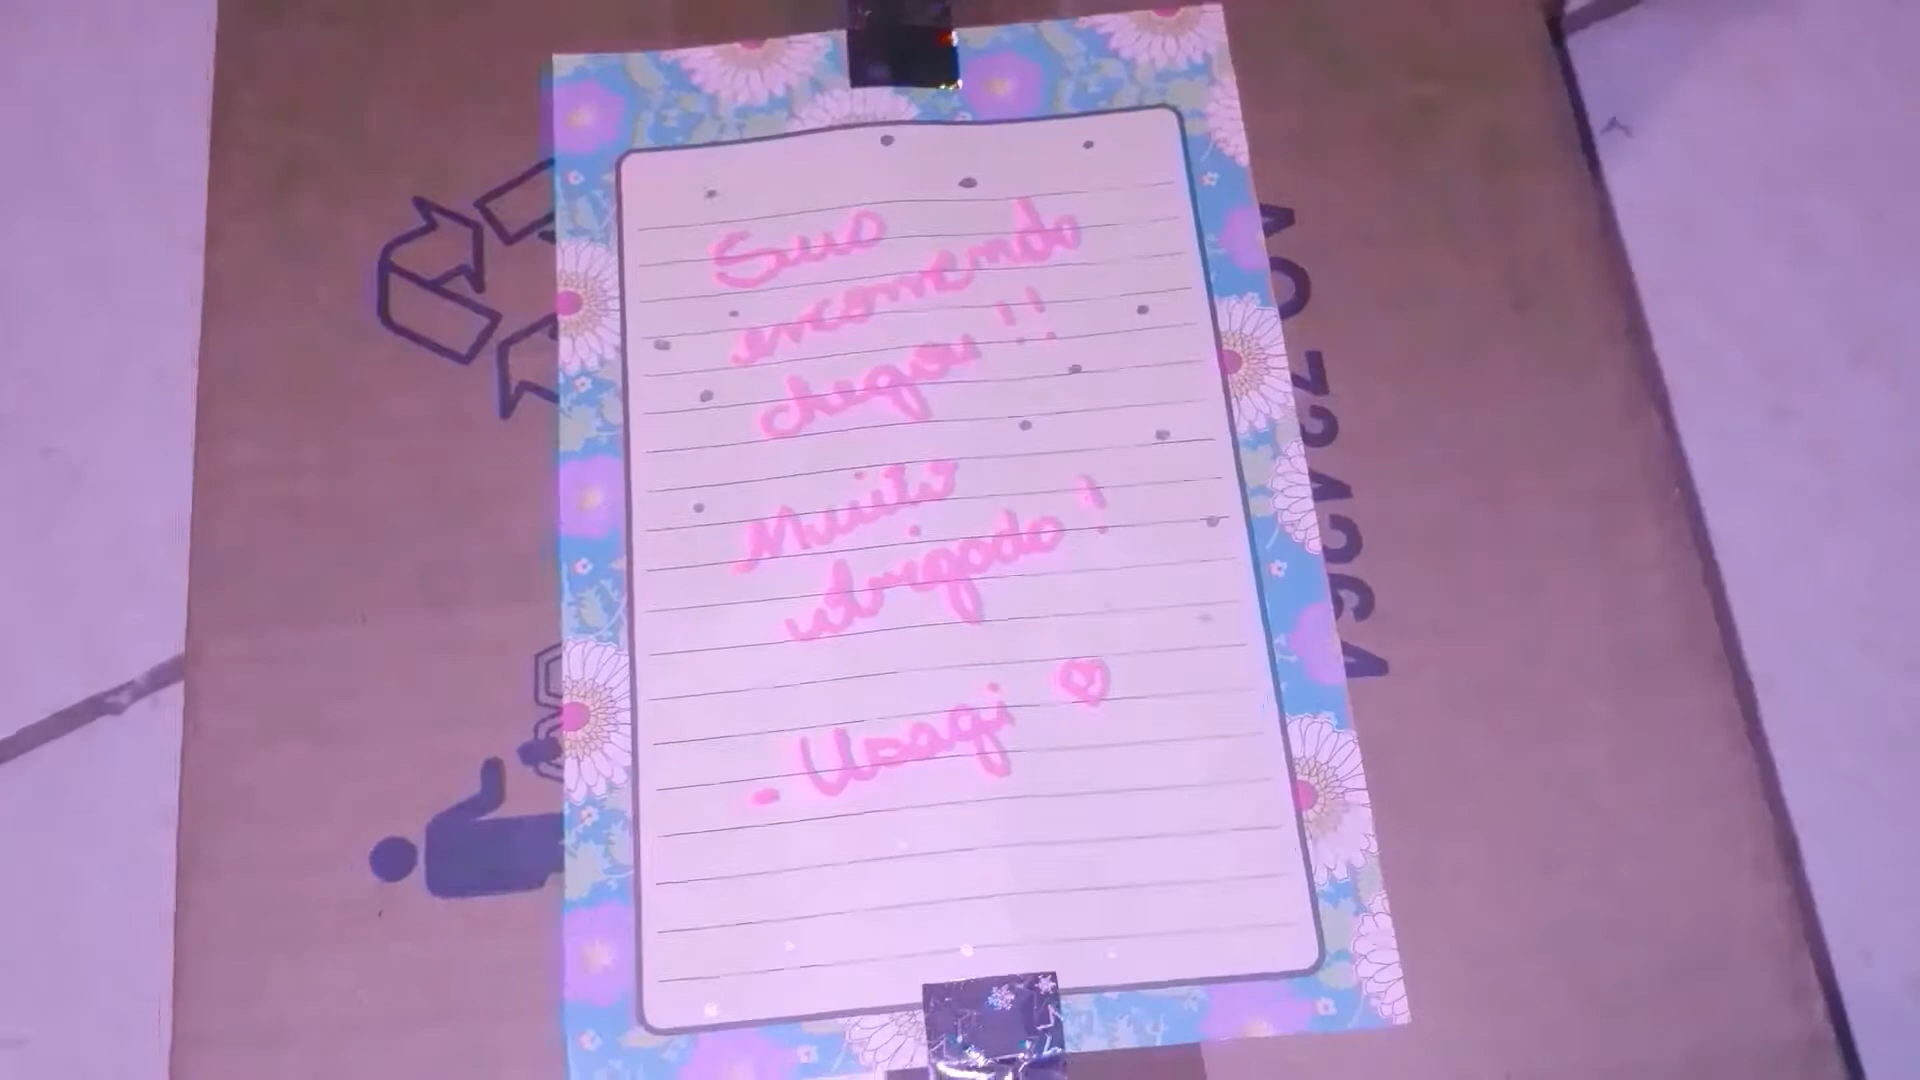 Sua
encomenda
chegou!!
Muito
obrigado!
- Usagi ♡